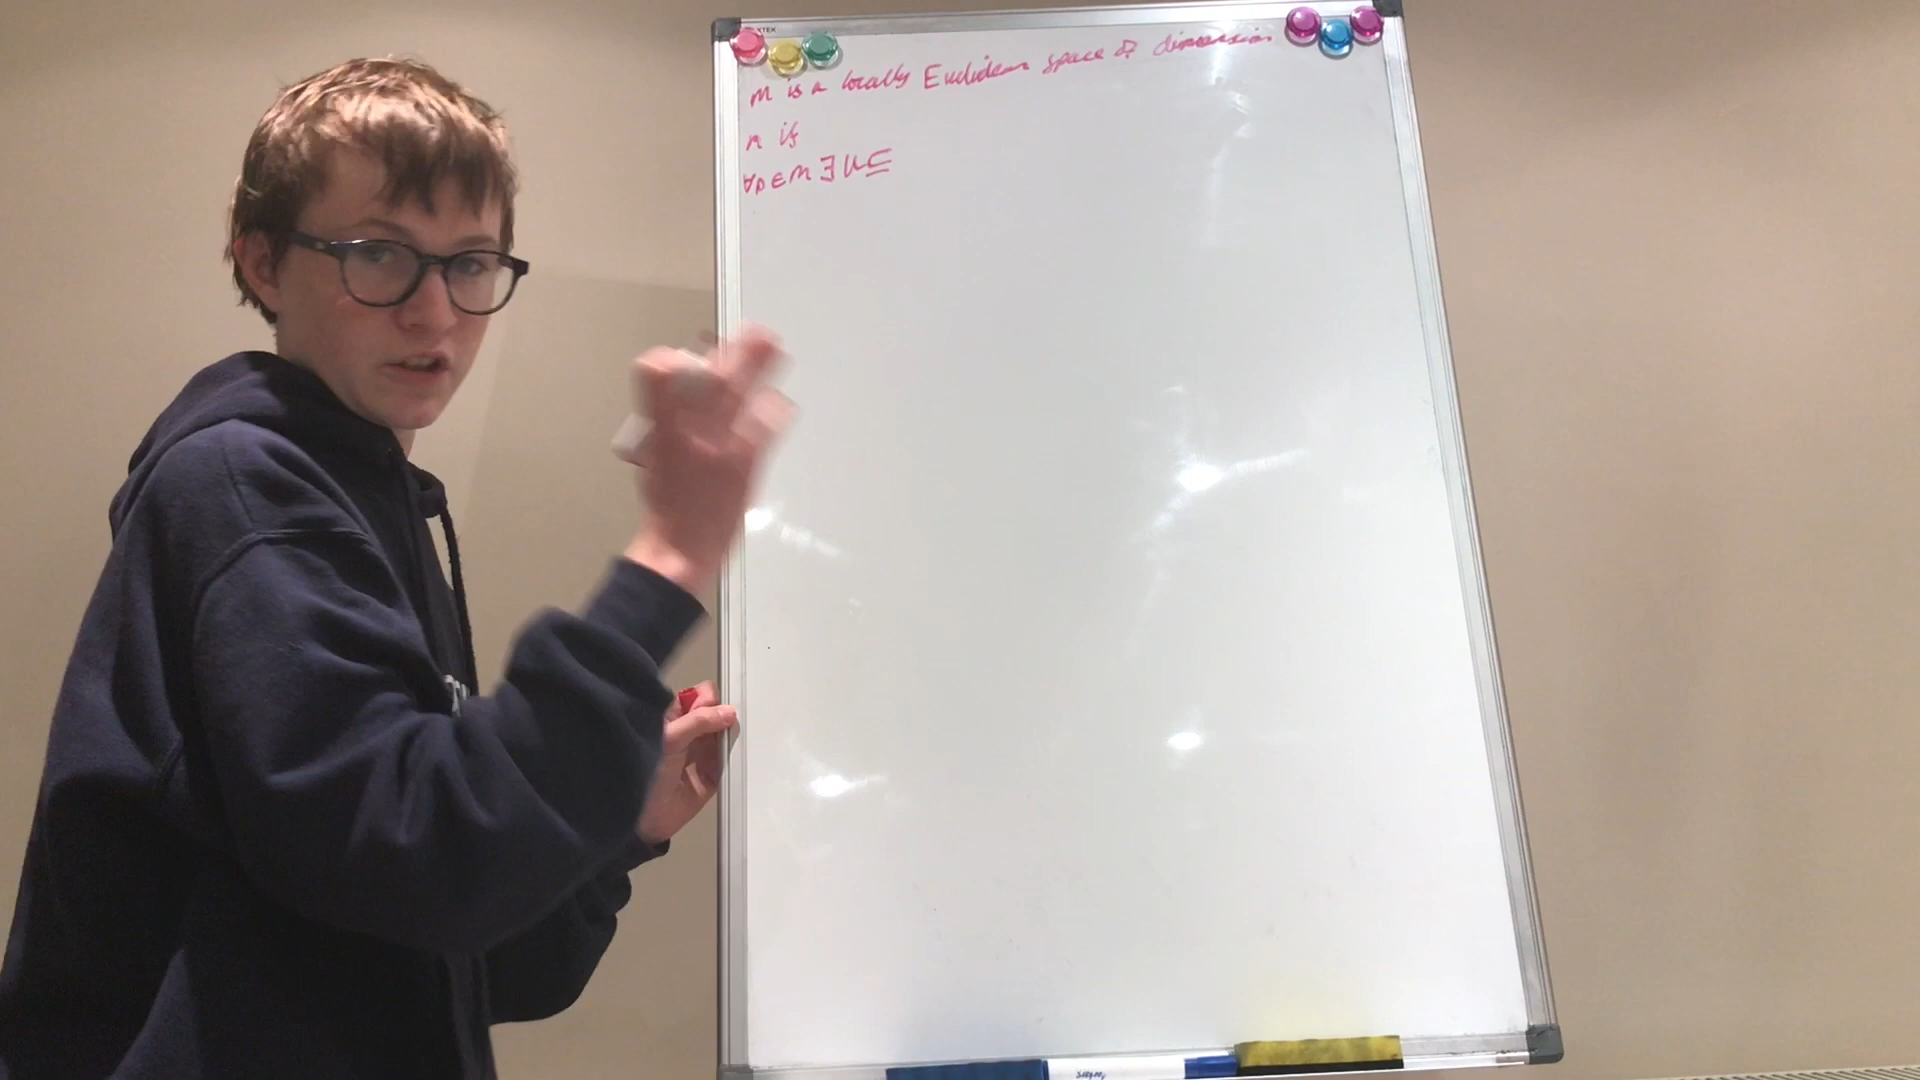 M is a locally Euclidean space of dimension
n if
∀p∈M ∃U⊆